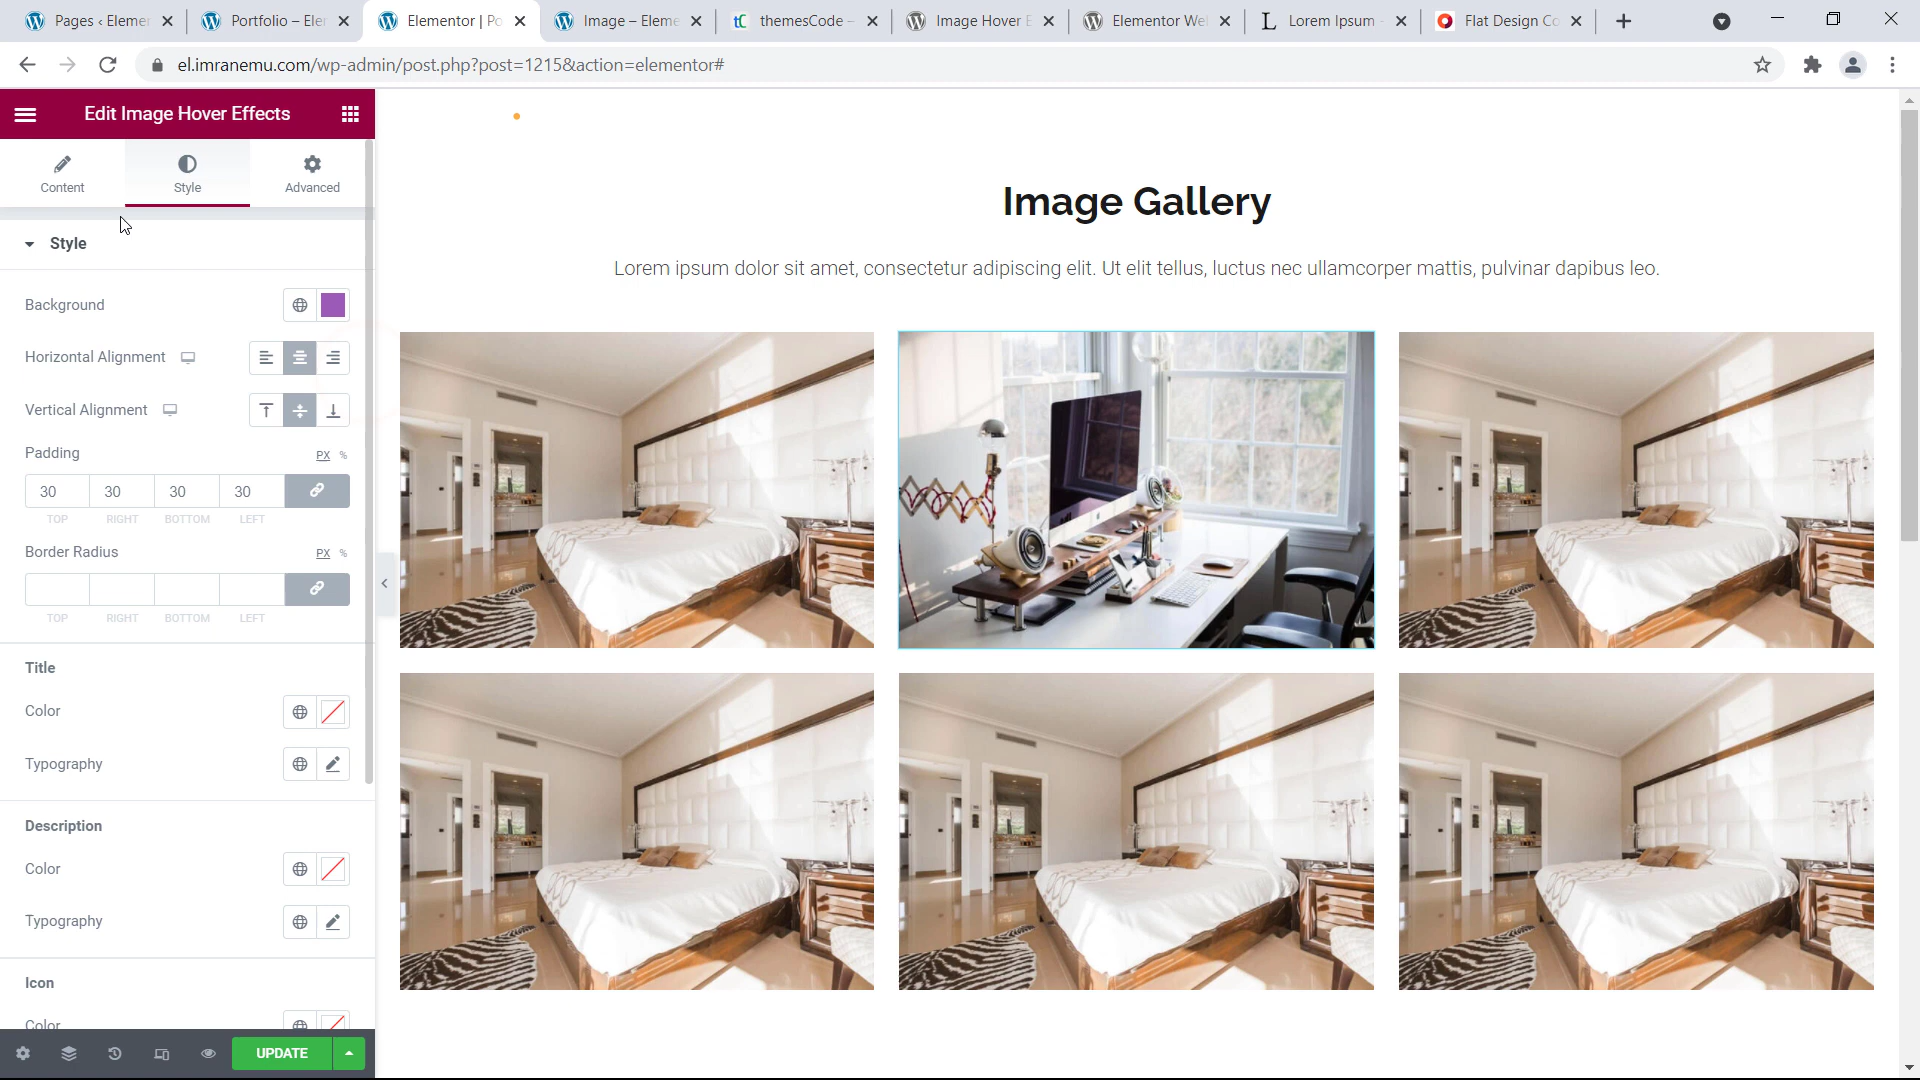 Pages ‹ Elemen
Portfolio – Eler
Elementor | Po
Image – Eleme
themesCode –
Image Hover E
Elementor We
Lorem Ipsum -
Flat Design Co
el.imranemu.com/wp-admin/post.php?post=1215&action=elementor#
Edit Image Hover Effects
Content
Style
Advanced
Style
Background
Horizontal Alignment
Vertical Alignment
Padding PX %
30 30 30 30
TOP RIGHT BOTTOM LEFT
Border Radius PX %
TOP RIGHT BOTTOM LEFT
Title
Color
Typography
Description
Color
Typography
Icon
Color
UPDATE
Image Gallery
Lorem ipsum dolor sit amet, consectetur adipiscing elit. Ut elit tellus, luctus nec ullamcorper mattis, pulvinar dapibus leo.